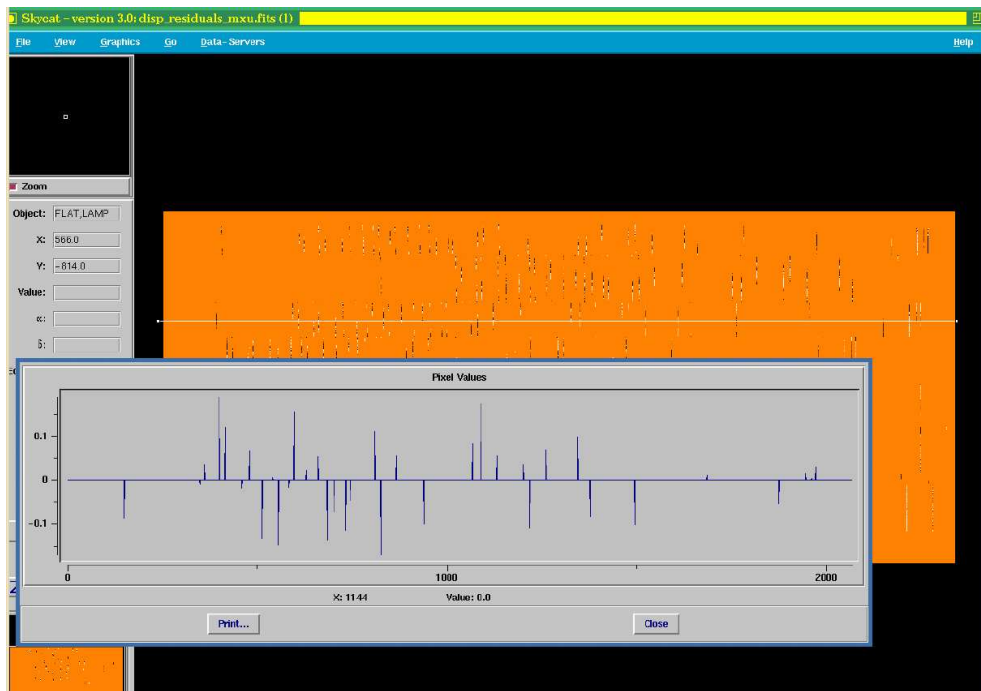 Skycat – version 3.0: disp_residuals_mxu.fits (1)
File View Graphics Go Data-Servers Help
Zoom
Object: FLAT,LAMP
X: 566.0
Y: -814.0
Value:
α:
δ:
Pixel Values
0.1
0
-0.1
0 1000 2000
X: 1144 Value: 0.0
Print... Close